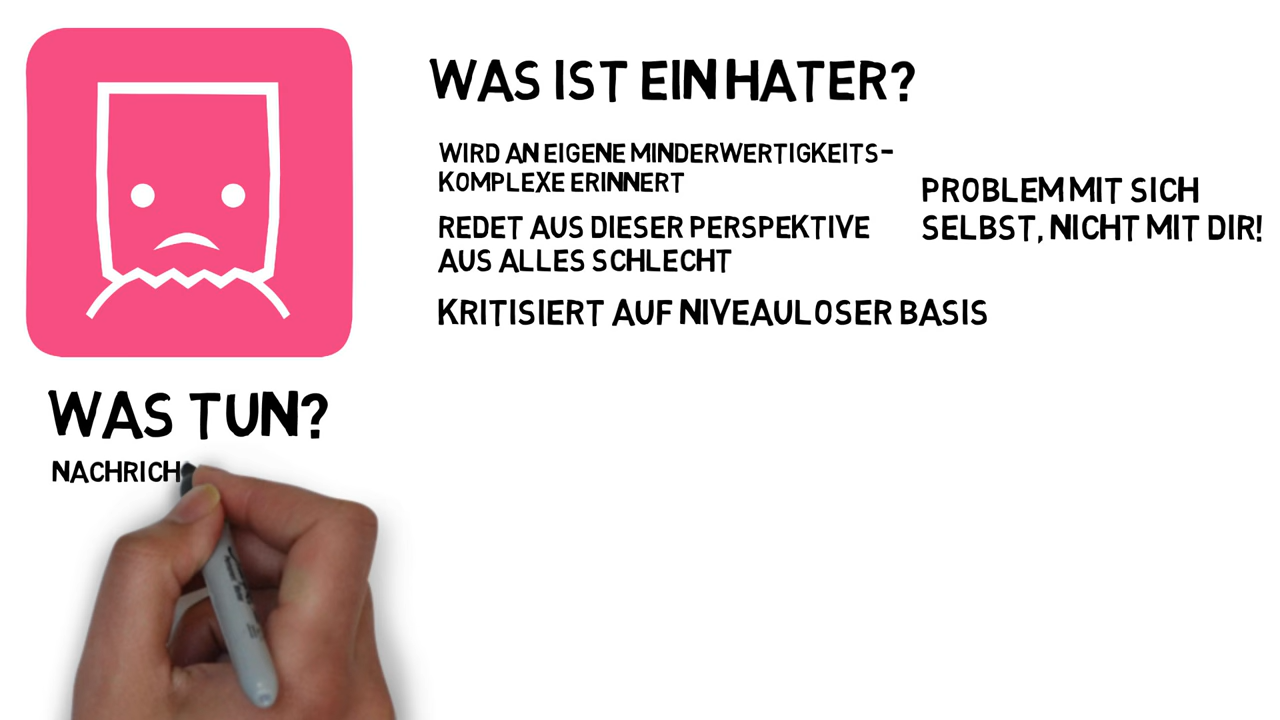 WAS IST EIN HATER?
WIRD AN EIGENE MINDERWERTIGKEITS-
KOMPLEXE ERINNERT
REDET AUS DIESER PERSPEKTIVE
AUS ALLES SCHLECHT
KRITISIERT AUF NIVEAULOSER BASIS
PROBLEM MIT SICH
SELBST, NICHT MIT DIR!
WAS TUN?
NACHRICH